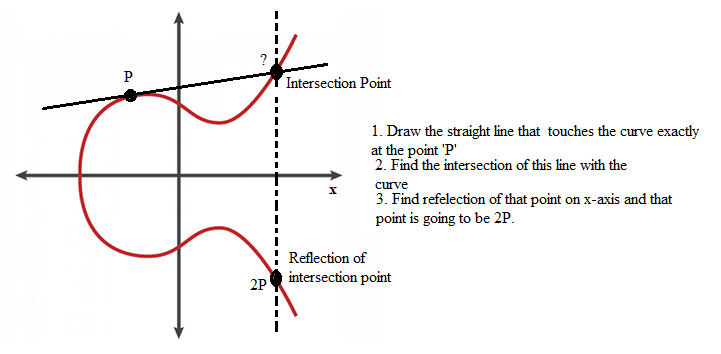 ?
P
Intersection Point
1. Draw the straight line that touches the curve exactly
at the point 'P'
2. Find the intersection of this line with the
curve
3. Find refelection of that point on x-axis and that
point is going to be 2P.
x
Reflection of
intersection point
2P